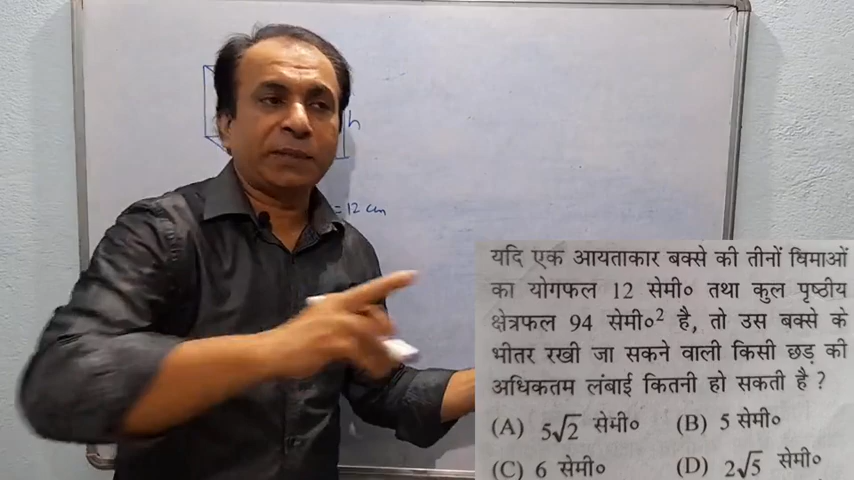 h
= 12 cm
यदि एक आयताकार बक्से की तीनों विमाओं
का योगफल 12 सेमी० तथा कुल पृष्ठीय
क्षेत्रफल 94 सेमी०² है, तो उस बक्से के
भीतर रखी जा सकने वाली किसी छड़ की
अधिकतम लंबाई कितनी हो सकती है ?
(A) 5√2 सेमी० (B) 5 सेमी०
(C) 6 सेमी० (D) 2√5 सेमी०